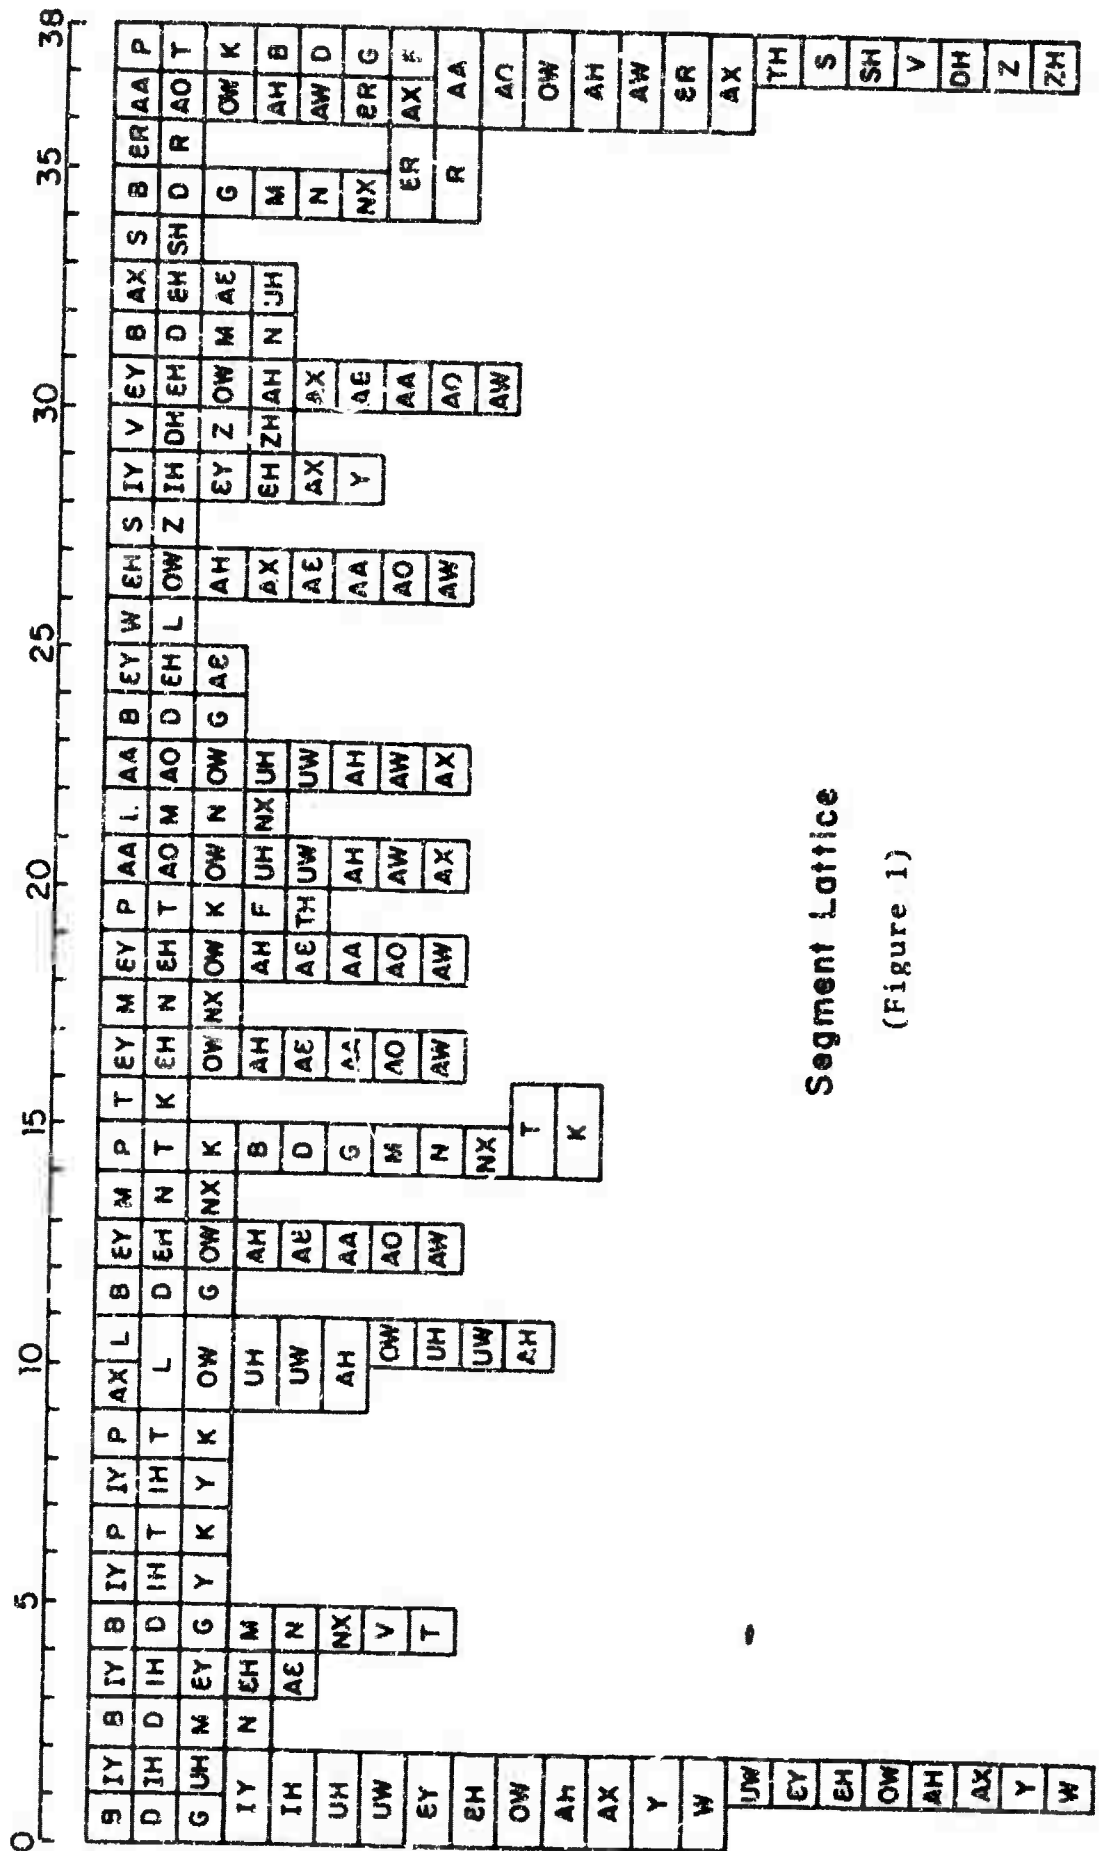 0 5 10 15 20 25 30 35 38
B IY B IY B IY P IY P AX L B EY M P T EY M EY P AA L AA B EY W EH S IY V EY B AX S B ER AA P
D IH D IH D IH T IH T L D EH N T K EH N EH T AO M AO D EH L OW Z IH DH EH D EH SH D R AO T
G UH M EY G Y K Y K OW G OW NX K OW NX OW K OW N OW G AE AH EY Z OW M AE G OW K
IY N EH M UH AH B AH AH F UH NX UH AX EH ZH AH N UH M AH B
IH AE N UW AE D AE AE TH UW UW AE AX AX N AW D
UH NX AH AA G AA AA AH AH AA Y AE NX ER G
UW V OW AO M AO AO AW AW AO AA ER AX
EY T UH AW N AW AW AX AX AW AO R AA
EH UW NX AW AO
OW AH T OW
AH K AH
AX AW
Y ER
W AX
UW TH
EY S
EH SH
OW V
AH DH
AX Z
Y ZH
W
Segment Lattice
(Figure 1)